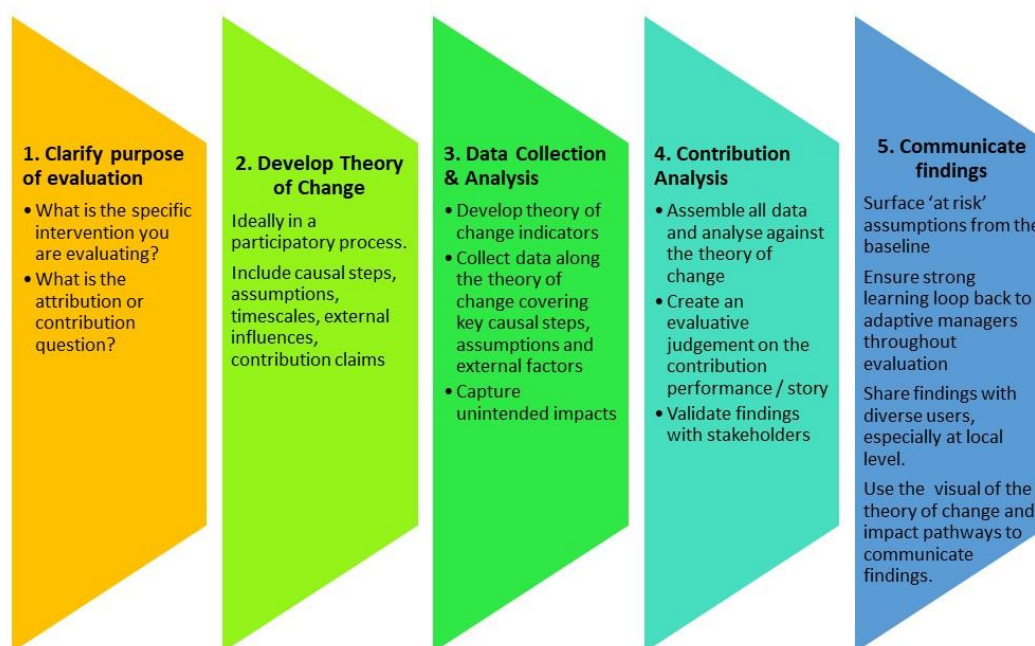 1. Clarify purpose
of evaluation
• What is the specific
intervention you
are evaluating?
• What is the
attribution or
contribution
question?
2. Develop Theory
of Change
Ideally in a
participatory process.
Include causal steps,
assumptions,
timescales, external
influences,
contribution claims
3. Data Collection
& Analysis
• Develop theory of
change indicators
• Collect data along
the theory of
change covering
key causal steps,
assumptions and
external factors
• Capture
unintended impacts
4. Contribution
Analysis
• Assemble all data
and analyse against
the theory of
change
• Create an
evaluative
judgement on the
contribution
performance / story
• Validate findings
with stakeholders
5. Communicate
findings
Surface ‘at risk’
assumptions from the
baseline
Ensure strong
learning loop back to
adaptive managers
throughout
evaluation
Share findings with
diverse users,
especially at local
level.
Use the visual of the
theory of change and
impact pathways to
communicate
findings.